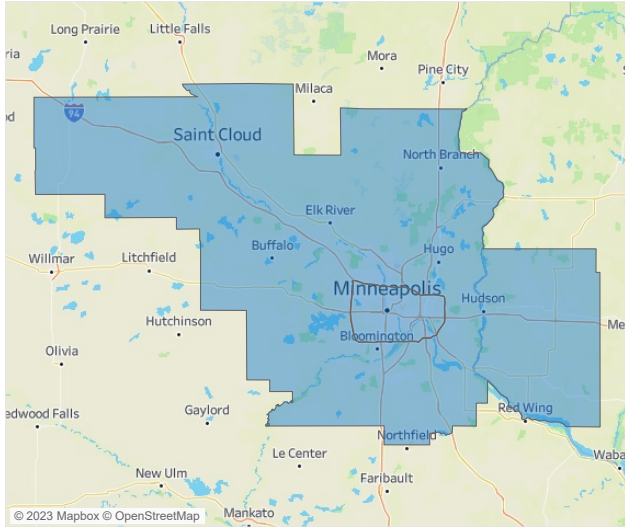 Long Prairie
Little Falls
Mora
Pine City
Milaca
94
Saint Cloud
North Branch
Elk River
Buffalo
Hugo
Willmar
Litchfield
Minneapolis
Hudson
Hutchinson
Bloomington
Olivia
edwood Falls
Gaylord
Red Wing
Northfield
Le Center
Waba
New Ulm
Faribault
Mankato
© 2023 Mapbox © OpenStreetMap